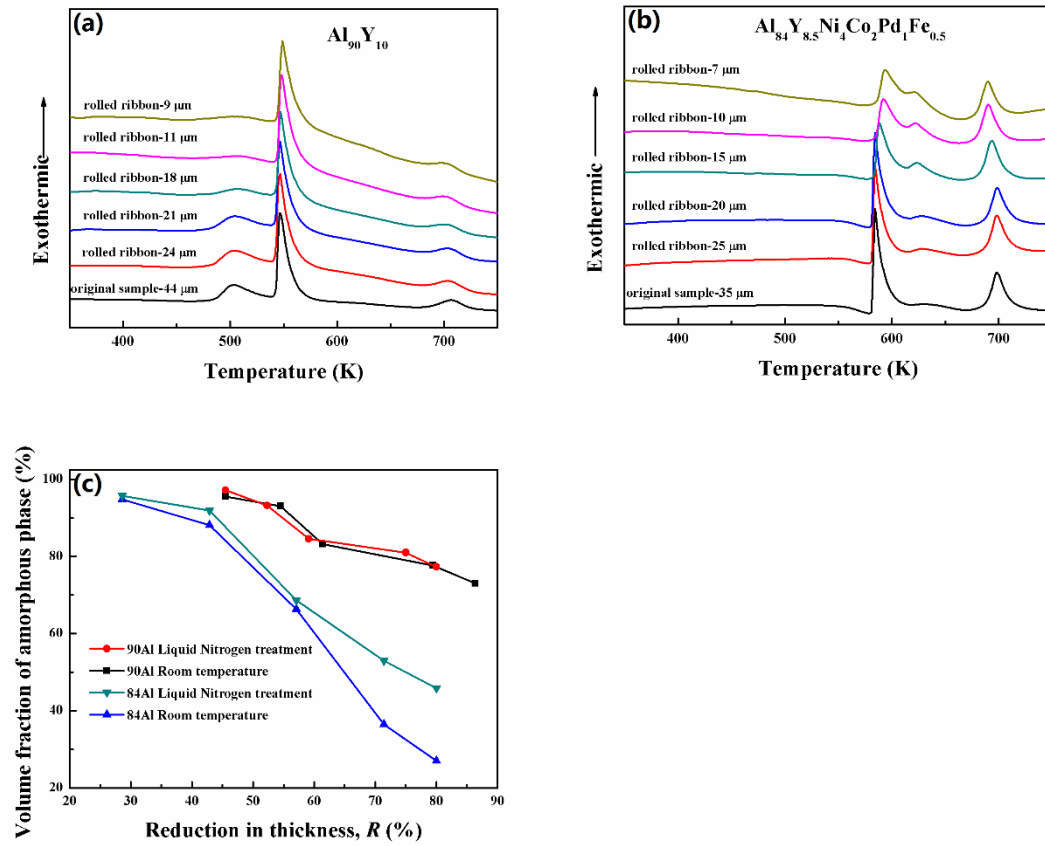 (a)
Al90Y10
rolled ribbon-9 μm
rolled ribbon-11 μm
rolled ribbon-18 μm
rolled ribbon-21 μm
rolled ribbon-24 μm
original sample-44 μm
Exothermic
400 500 600 700
Temperature (K)
(b)
Al84Y8.5Ni4Co2Pd1Fe0.5
rolled ribbon-7 μm
rolled ribbon-10 μm
rolled ribbon-15 μm
rolled ribbon-20 μm
rolled ribbon-25 μm
original sample-35 μm
Exothermic
400 500 600 700
Temperature (K)
(c)
Volume fraction of amorphous phase (%)
100
80
60
40
20
90Al Liquid Nitrogen treatment
90Al Room temperature
84Al Liquid Nitrogen treatment
84Al Room temperature
20 30 40 50 60 70 80 90
Reduction in thickness, R (%)